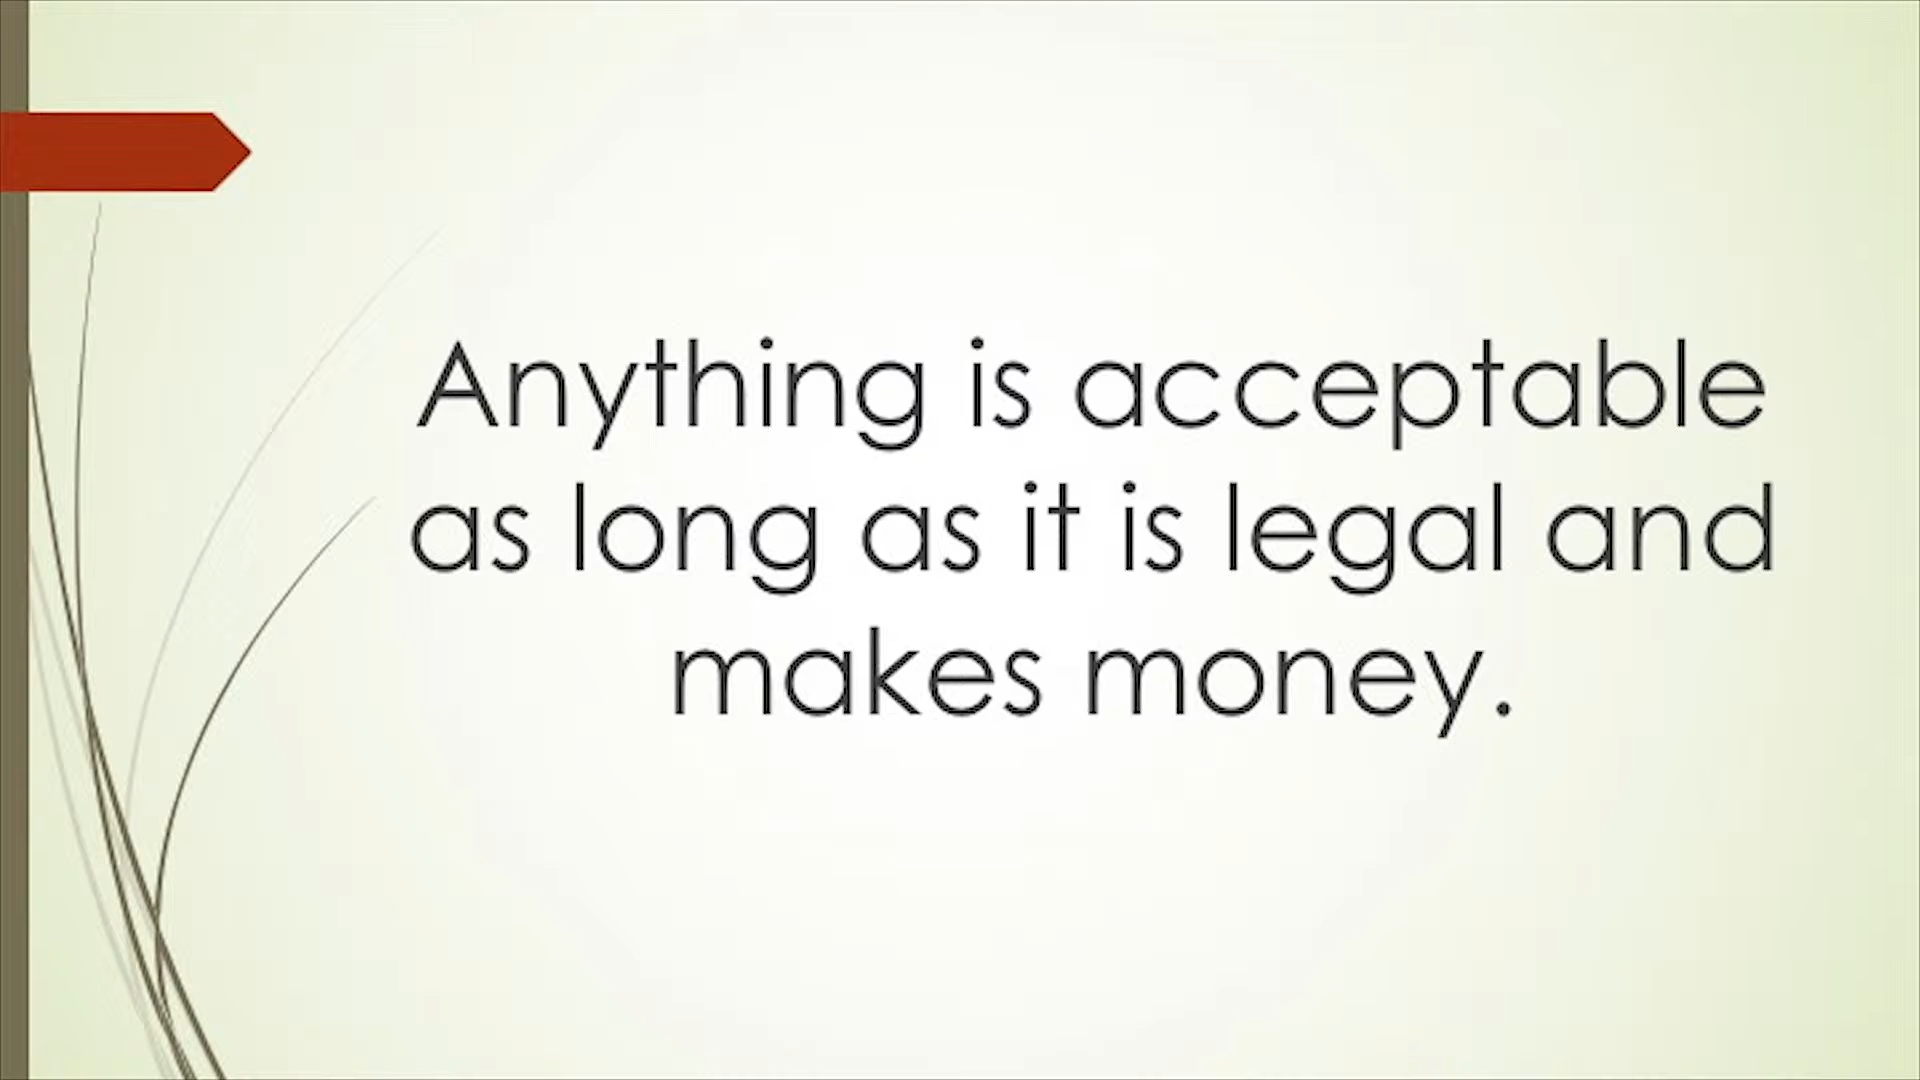 Anything is acceptable
as long as it is legal and
makes money.